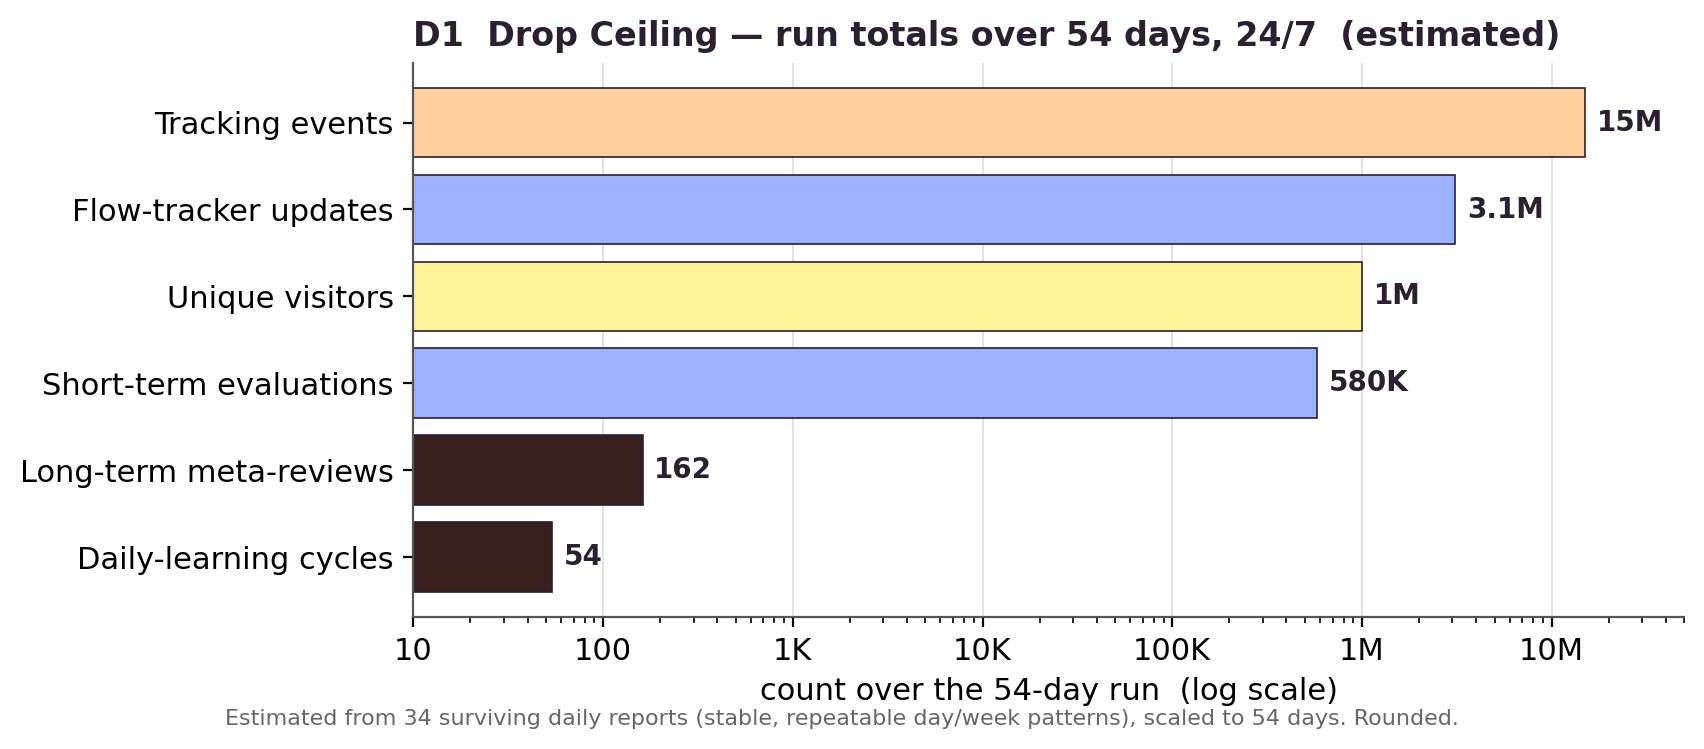 D1  Drop Ceiling — run totals over 54 days, 24/7  (estimated)
Tracking events
15M
Flow-tracker updates
3.1M
Unique visitors
1M
Short-term evaluations
580K
Long-term meta-reviews
162
Daily-learning cycles
54
10 100 1K 10K 100K 1M 10M
count over the 54-day run  (log scale)
Estimated from 34 surviving daily reports (stable, repeatable day/week patterns), scaled to 54 days. Rounded.